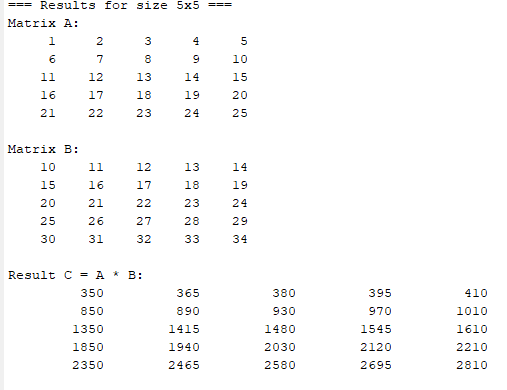 === Results for size 5x5 ===
Matrix A:
1 2 3 4 5
6 7 8 9 10
11 12 13 14 15
16 17 18 19 20
21 22 23 24 25
Matrix B:
10 11 12 13 14
15 16 17 18 19
20 21 22 23 24
25 26 27 28 29
30 31 32 33 34
Result C = A * B:
350 365 380 395 410
850 890 930 970 1010
1350 1415 1480 1545 1610
1850 1940 2030 2120 2210
2350 2465 2580 2695 2810